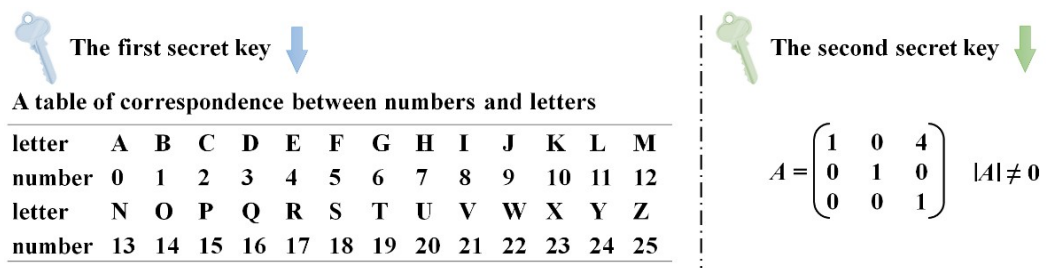 The first secret key
A table of correspondence between numbers and letters
letter A B C D E F G H I J K L M
number 0 1 2 3 4 5 6 7 8 9 10 11 12
letter N O P Q R S T U V W X Y Z
number 13 14 15 16 17 18 19 20 21 22 23 24 25
The second secret key
1 0 4
A = 0 1 0 |A| ≠ 0
0 0 1